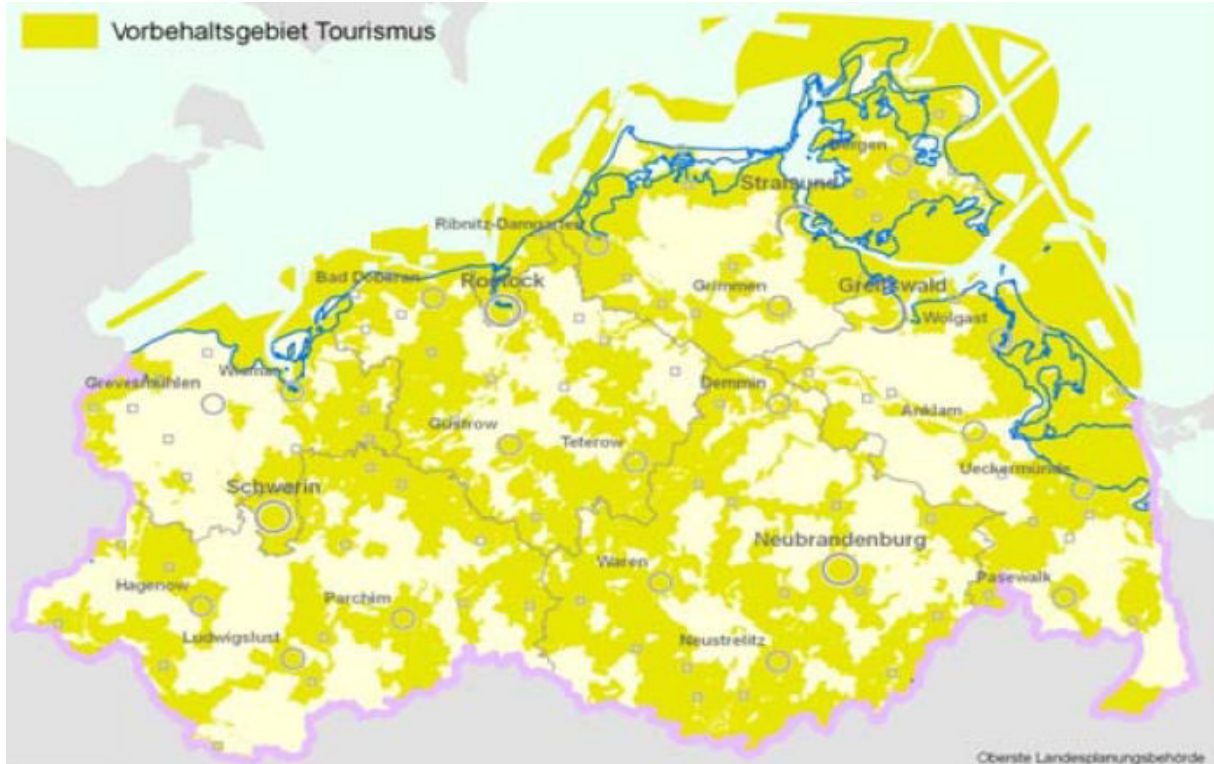 Vorbehaltsgebiet Tourismus
Bergen
Stralsund
Ribnitz-Damgarten
Bad Doberan
Rostock
Grimmen
Greifswald
Wolgast
Grevesmühlen
Wismar
Demmin
Anklam
Güstrow
Teterow
Ueckermünde
Schwerin
Neubrandenburg
Waren
Pasewalk
Hagenow
Parchim
Ludwigslust
Neustrelitz
Oberste Landesplanungsbehörde